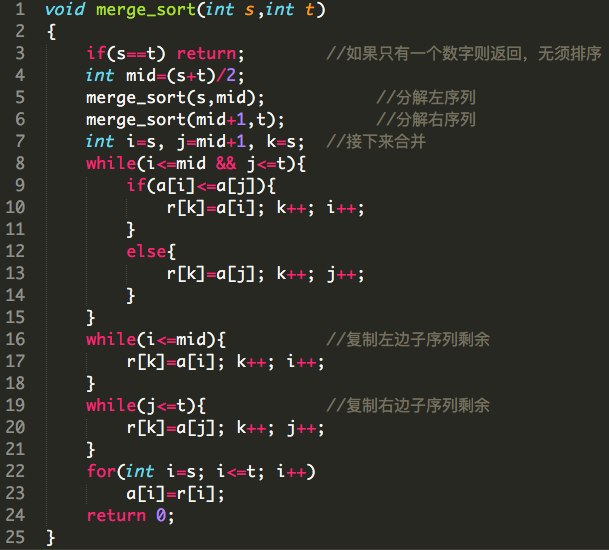 1 void merge_sort(int s,int t)
2 {
3     if(s==t) return;        //如果只有一个数字则返回，无须排序
4     int mid=(s+t)/2;
5     merge_sort(s,mid);           //分解左序列
6     merge_sort(mid+1,t);         //分解右序列
7     int i=s, j=mid+1, k=s;  //接下来合并
8     while(i<=mid && j<=t){
9         if(a[i]<=a[j]){
10             r[k]=a[i]; k++; i++;
11         }
12         else{
13             r[k]=a[j]; k++; j++;
14         }
15     }
16     while(i<=mid){          //复制左边子序列剩余
17         r[k]=a[i]; k++; i++;
18     }
19     while(j<=t){            //复制右边子序列剩余
20         r[k]=a[j]; k++; j++;
21     }
22     for(int i=s; i<=t; i++)
23         a[i]=r[i];
24     return 0;
25 }